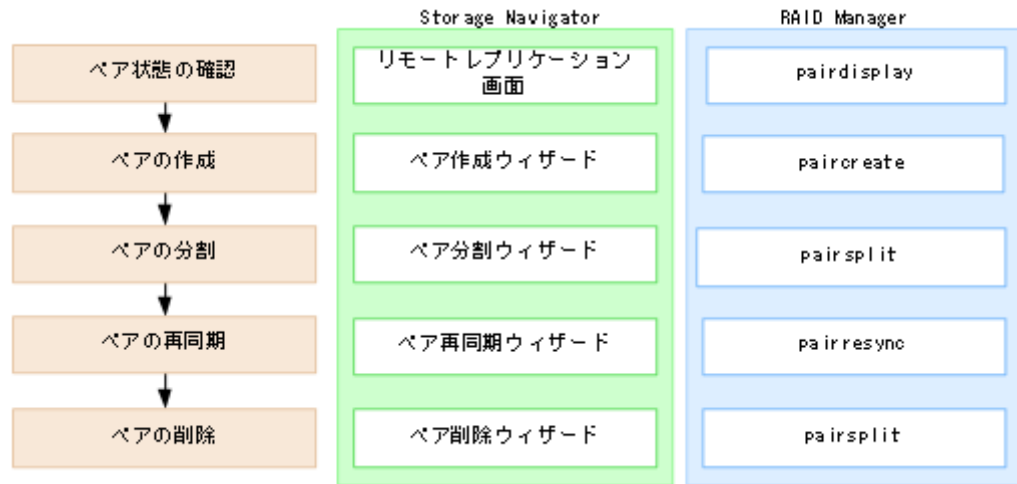 Storage Navigator
RAID Manager
ペア状態の確認
リモートレプリケーション
画面
pairdisplay
ペアの作成
ペア作成ウィザード
paircreate
ペアの分割
ペア分割ウィザード
pairsplit
ペアの再同期
ペア再同期ウィザード
pairresync
ペアの削除
ペア削除ウィザード
pairsplit